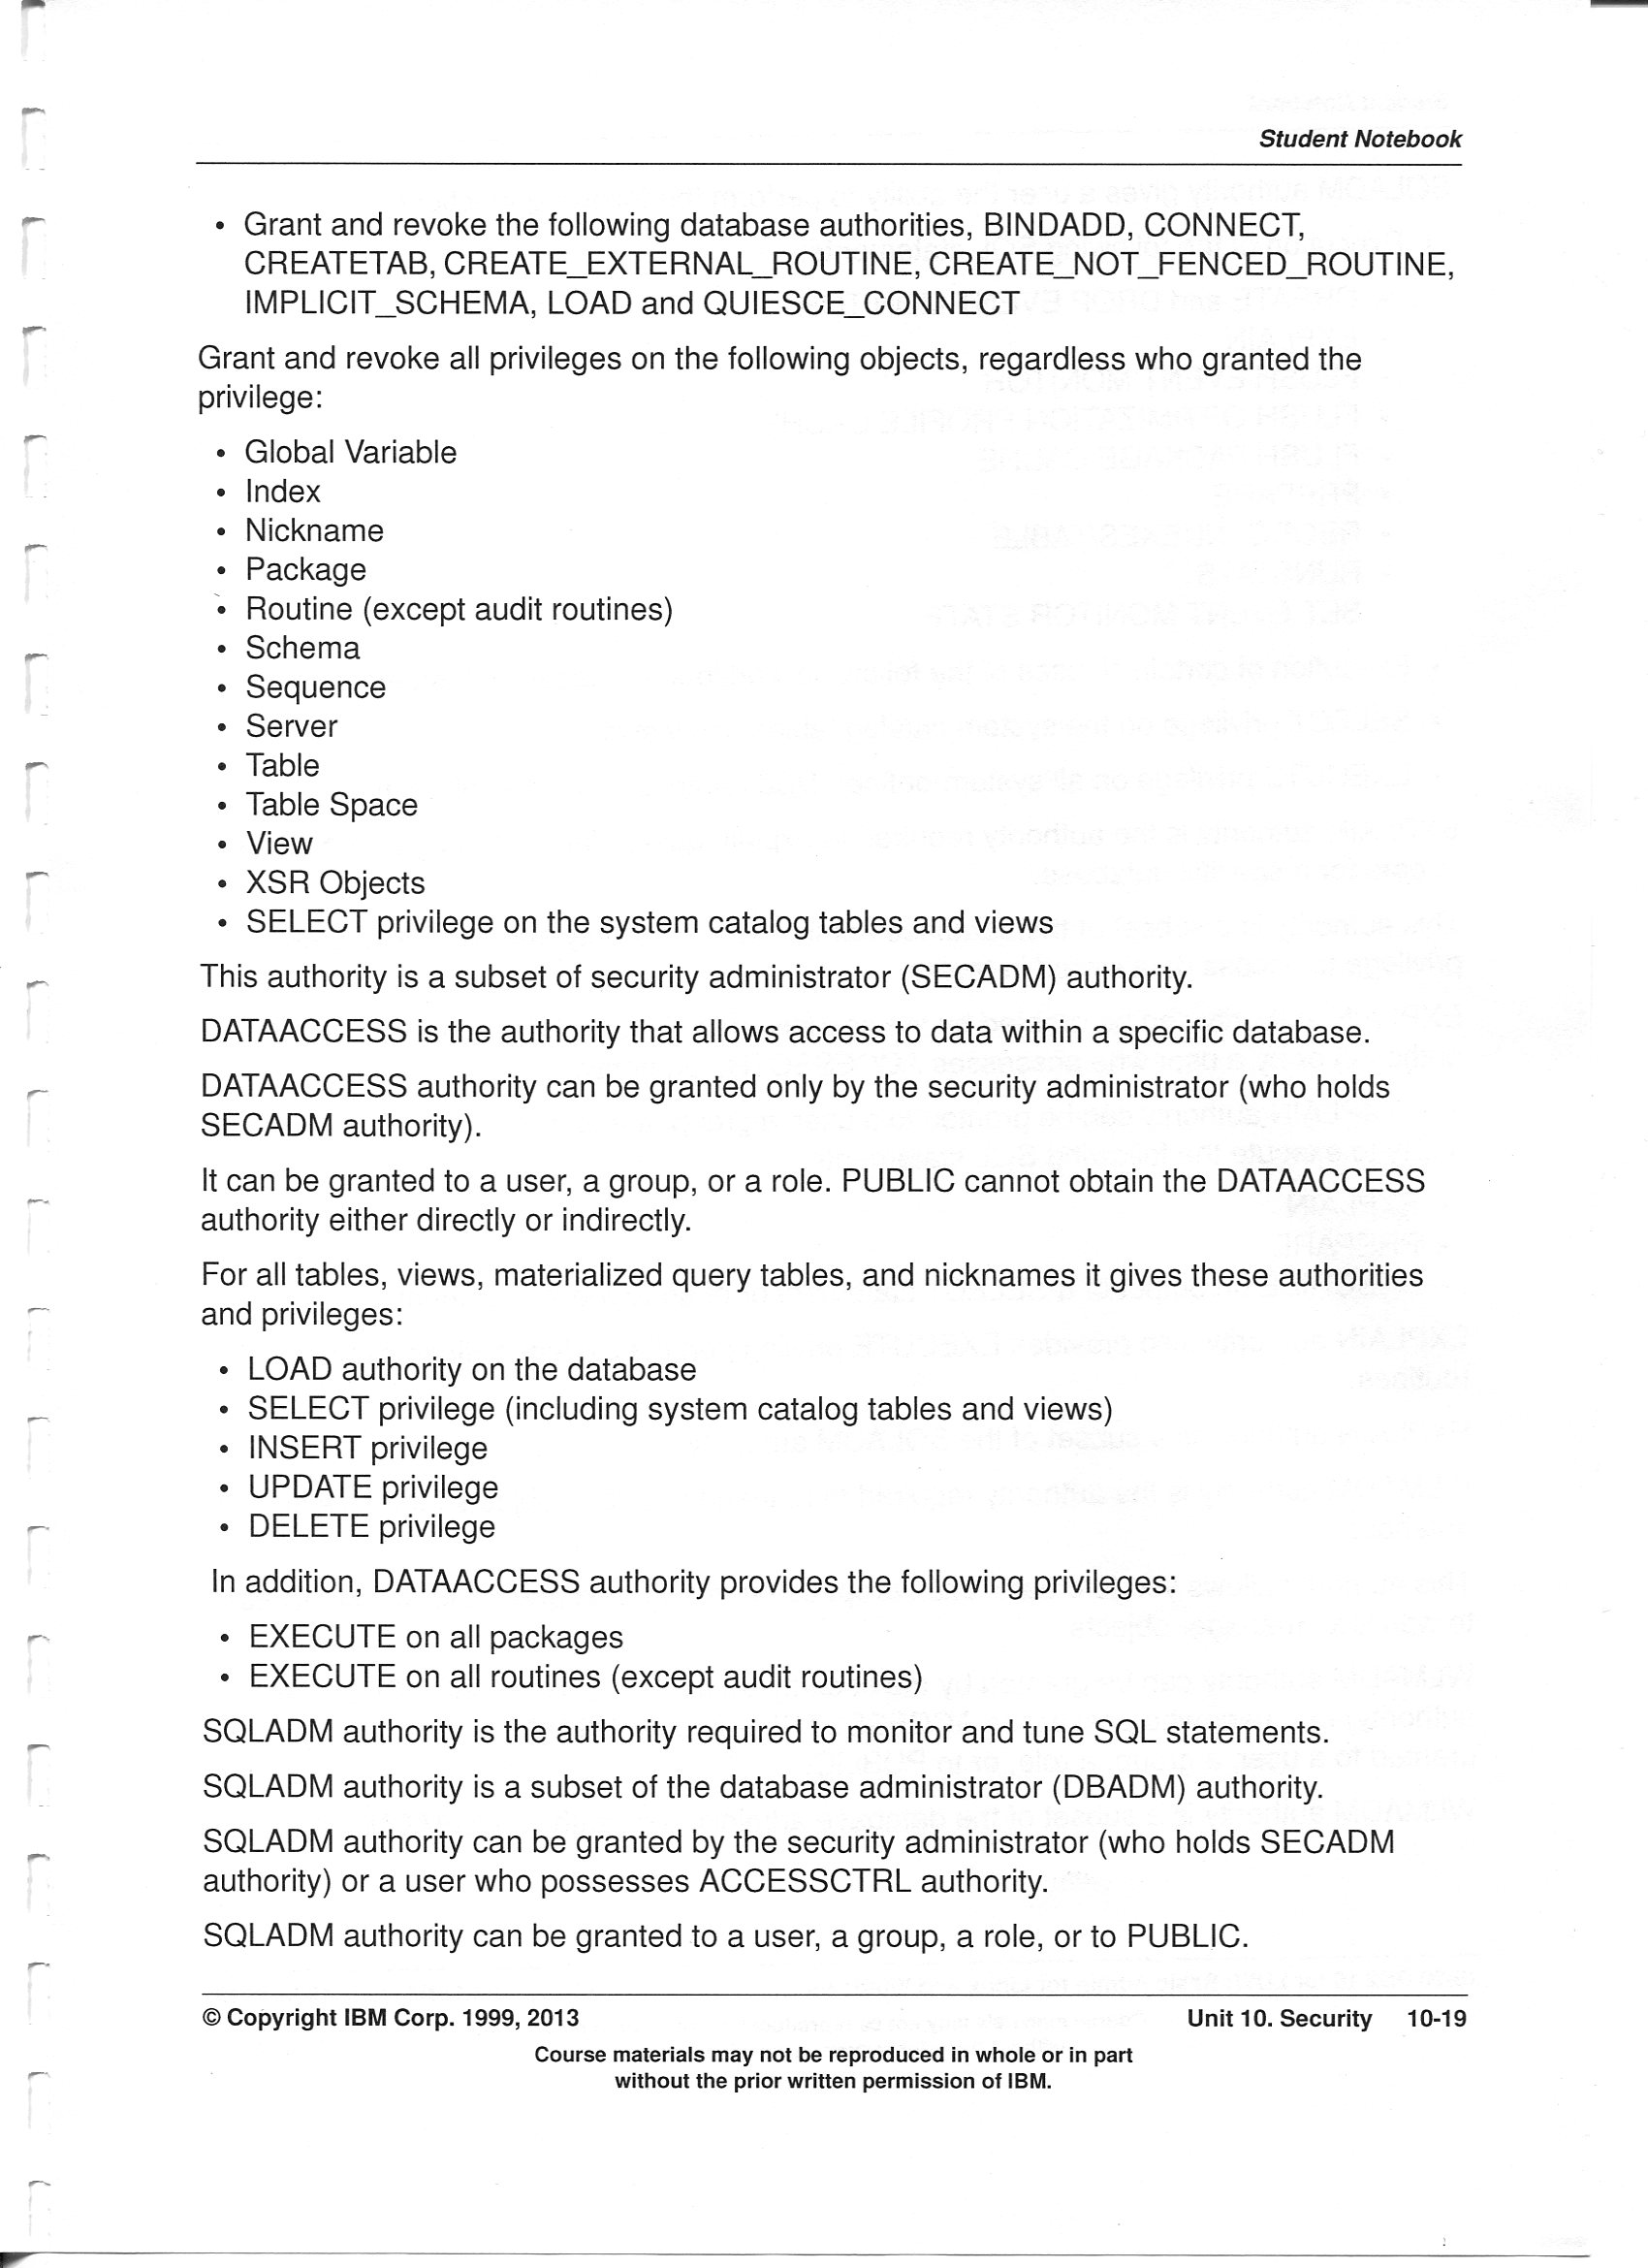 Student Notebook
• Grant and revoke the following database authorities, BINDADD, CONNECT,
CREATETAB, CREATE_EXTERNAL_ROUTINE, CREATE_NOT_FENCED_ROUTINE,
IMPLICIT_SCHEMA, LOAD and QUIESCE_CONNECT
Grant and revoke all privileges on the following objects, regardless who granted the
privilege:
• Global Variable
• Index
• Nickname
• Package
• Routine (except audit routines)
• Schema
• Sequence
• Server
• Table
• Table Space
• View
• XSR Objects
• SELECT privilege on the system catalog tables and views
This authority is a subset of security administrator (SECADM) authority.
DATAACCESS is the authority that allows access to data within a specific database.
DATAACCESS authority can be granted only by the security administrator (who holds
SECADM authority).
It can be granted to a user, a group, or a role. PUBLIC cannot obtain the DATAACCESS
authority either directly or indirectly.
For all tables, views, materialized query tables, and nicknames it gives these authorities
and privileges:
• LOAD authority on the database
• SELECT privilege (including system catalog tables and views)
• INSERT privilege
• UPDATE privilege
• DELETE privilege
In addition, DATAACCESS authority provides the following privileges:
• EXECUTE on all packages
• EXECUTE on all routines (except audit routines)
SQLADM authority is the authority required to monitor and tune SQL statements.
SQLADM authority is a subset of the database administrator (DBADM) authority.
SQLADM authority can be granted by the security administrator (who holds SECADM
authority) or a user who possesses ACCESSCTRL authority.
SQLADM authority can be granted to a user, a group, a role, or to PUBLIC.
© Copyright IBM Corp. 1999, 2013 Unit 10. Security 10-19
Course materials may not be reproduced in whole or in part
without the prior written permission of IBM.